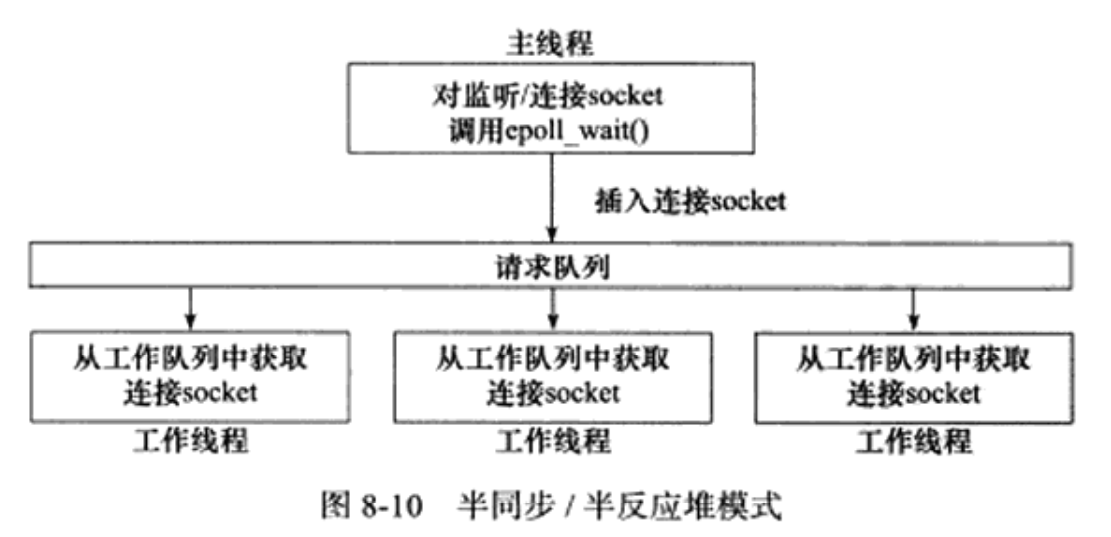 主线程
对监听/连接socket
调用epoll_wait()
插入连接socket
请求队列
从工作队列中获取
连接socket
从工作队列中获取
连接socket
从工作队列中获取
连接socket
工作线程
工作线程
工作线程
图 8-10 半同步 / 半反应堆模式